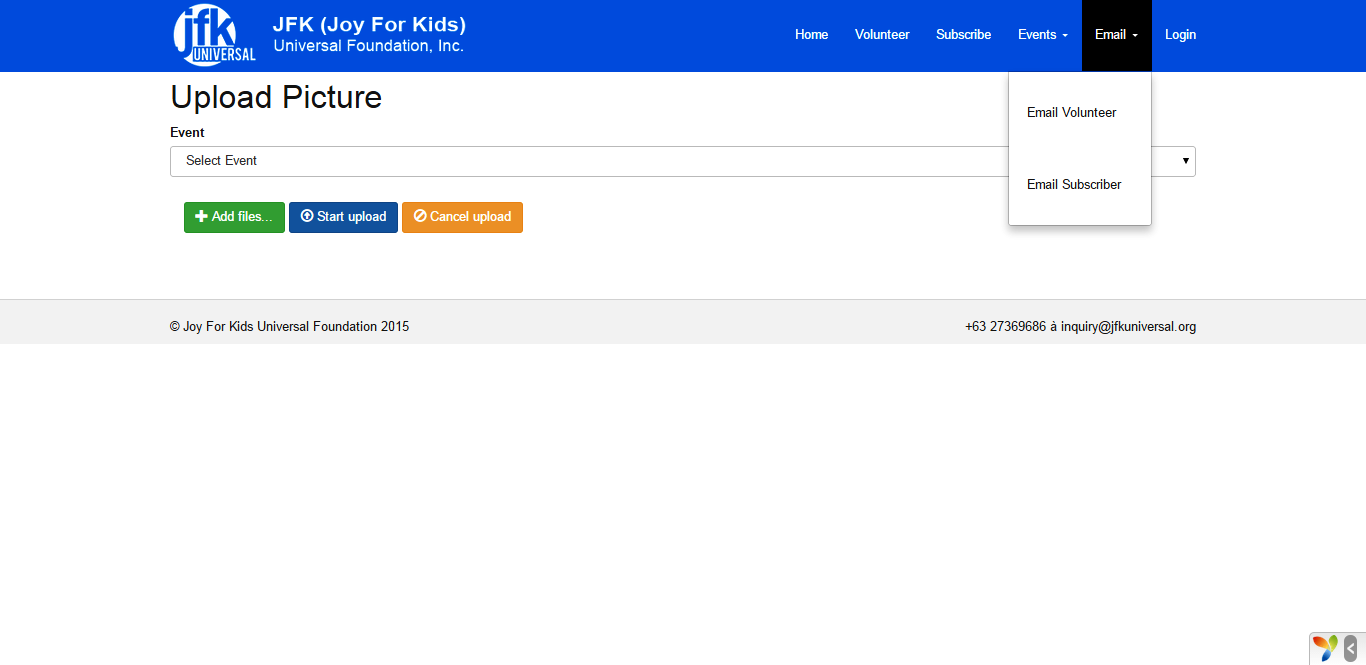 jfk
UNIVERSAL
JFK (Joy For Kids)
Universal Foundation, Inc.
Home Volunteer Subscribe Events Email Login
Email Volunteer
Email Subscriber
Upload Picture
Event
Select Event
Add files...
Start upload
Cancel upload
© Joy For Kids Universal Foundation 2015
+63 27369686 à inquiry@jfkuniversal.org